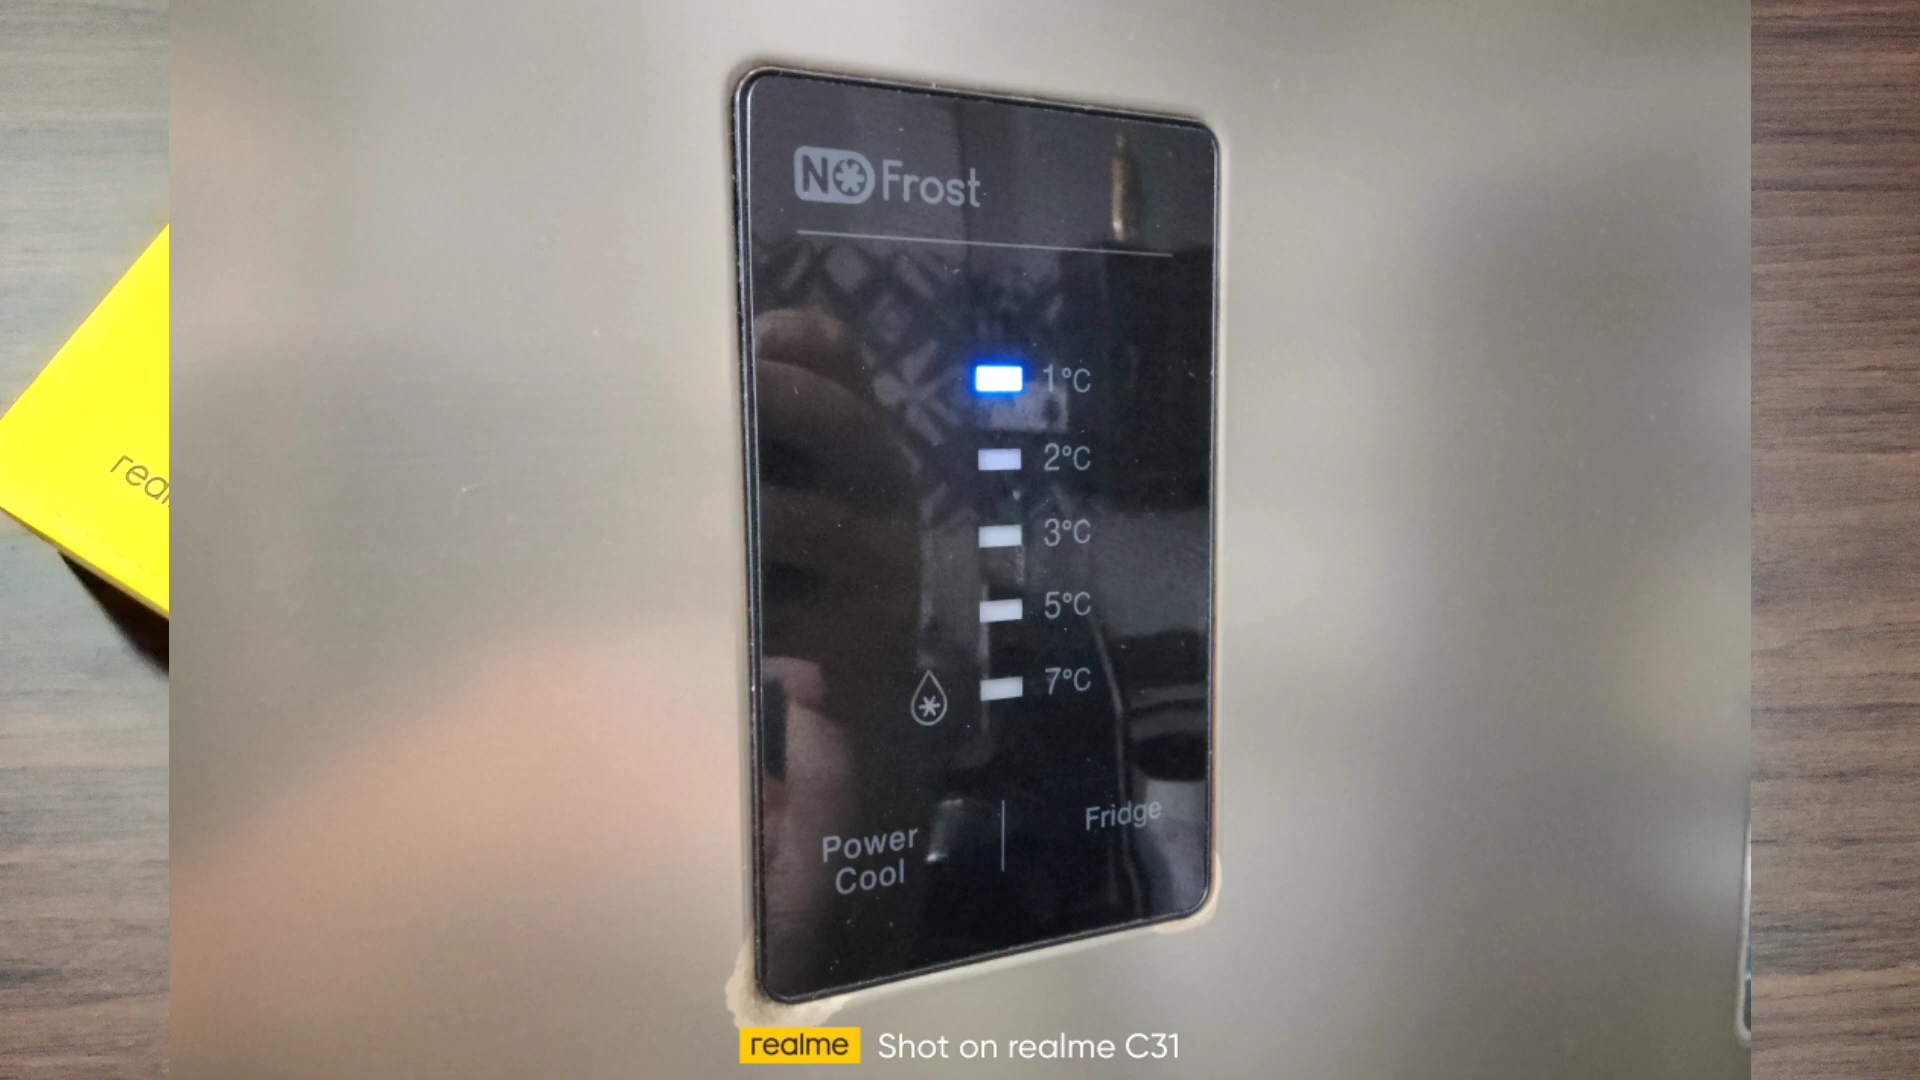 NO Frost
1°C
2°C
3°C
5°C
7°C
Power
Cool
Fridge
realme Shot on realme C31